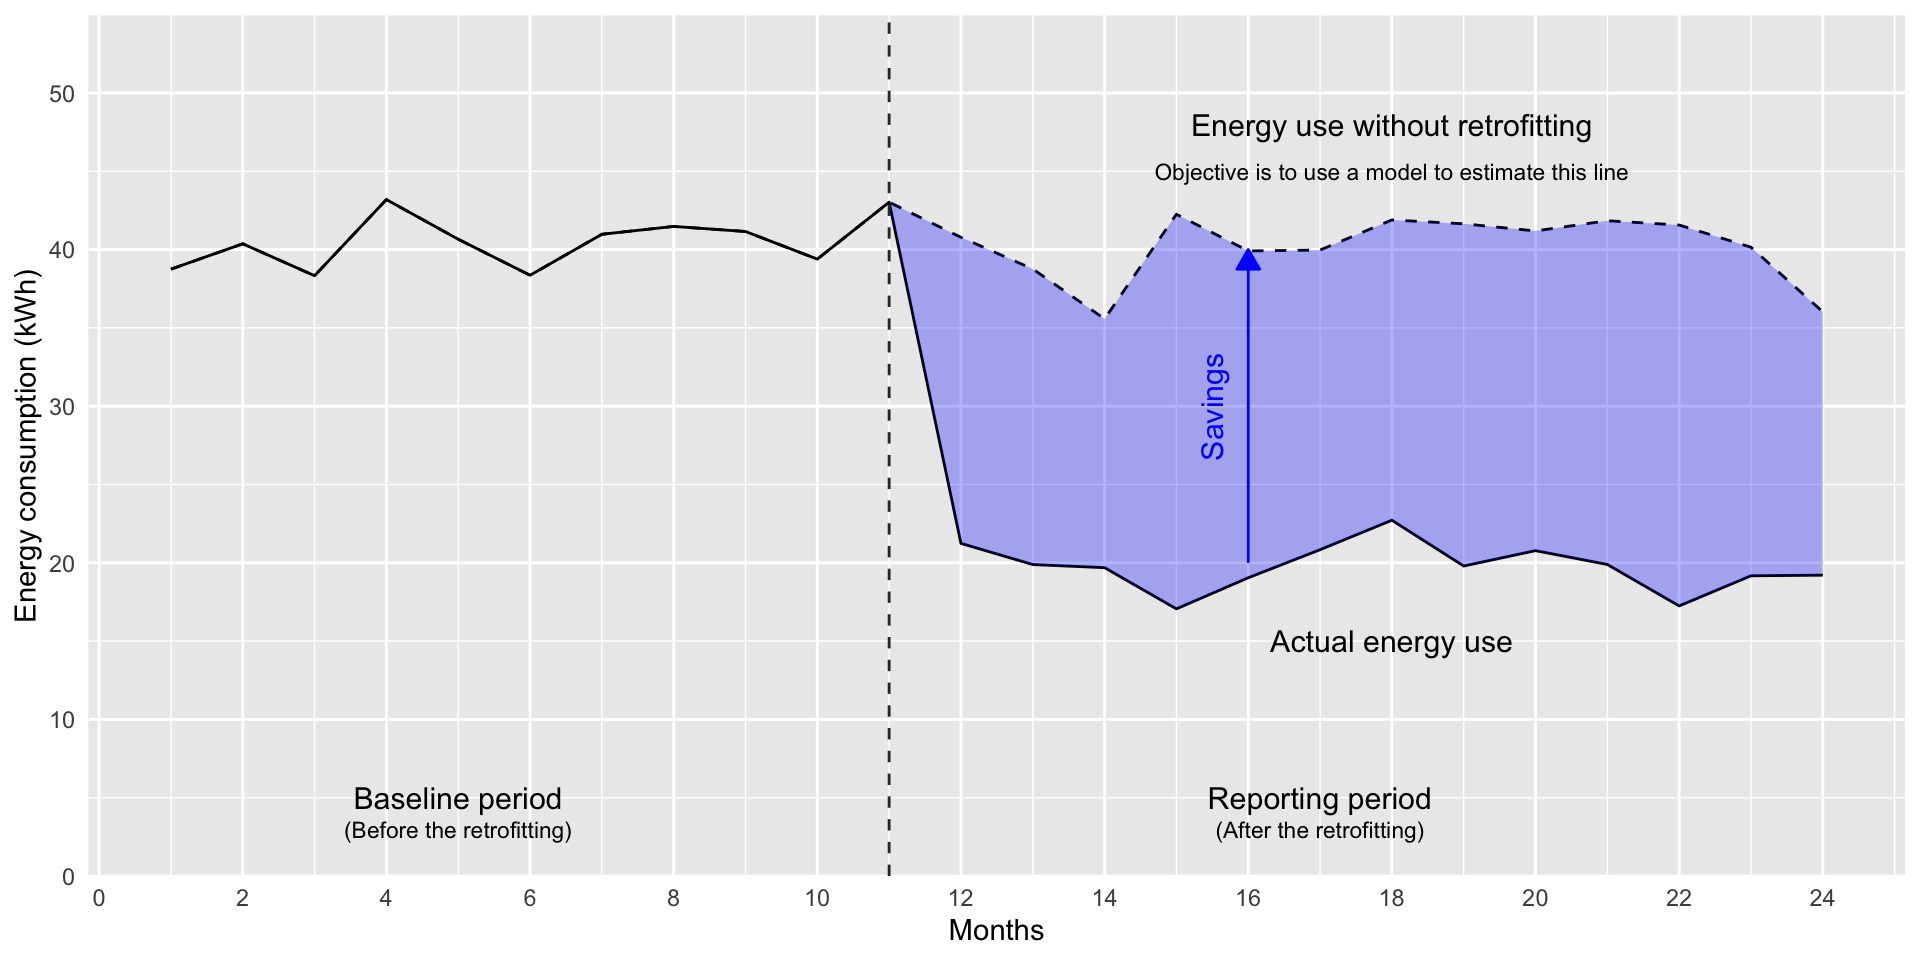 50
40
30
20
10
0
Energy consumption (kWh)
Energy use without retrofitting
Objective is to use a model to estimate this line
Savings
Actual energy use
Baseline period
(Before the retrofitting)
Reporting period
(After the retrofitting)
0 2 4 6 8 10 12 14 16 18 20 22 24
Months